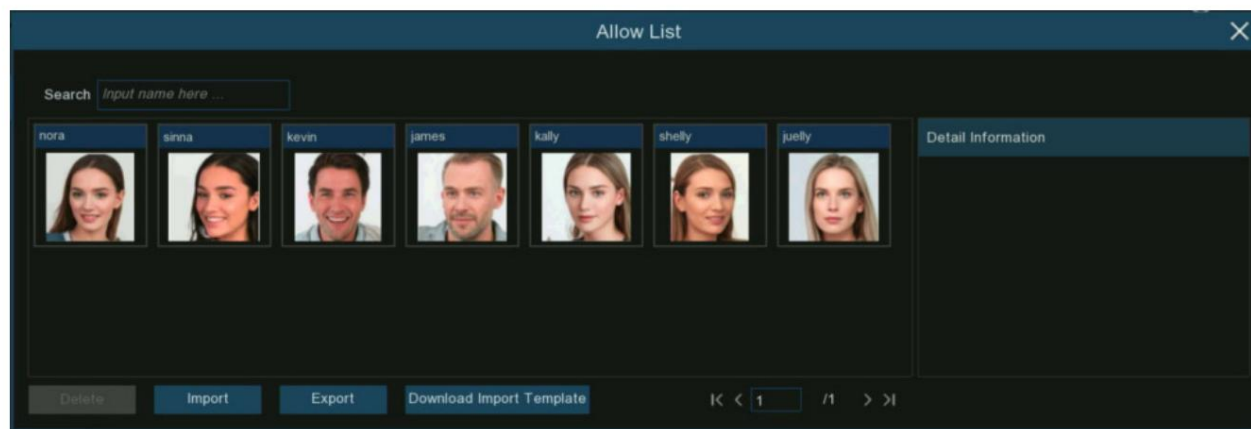 Allow List
Search Input name here ...
nora sinna kevin james kally shelly juelly
Detail Information
Delete Import Export Download Import Template 1 /1